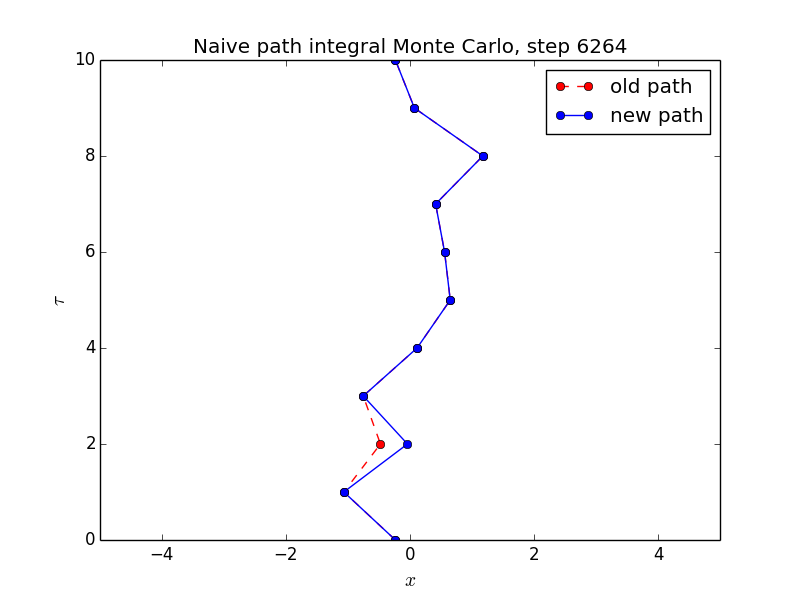 Naive path integral Monte Carlo, step 6264
old path
new path
10
8
6
4
2
0
τ
−4 −2 0 2 4
x